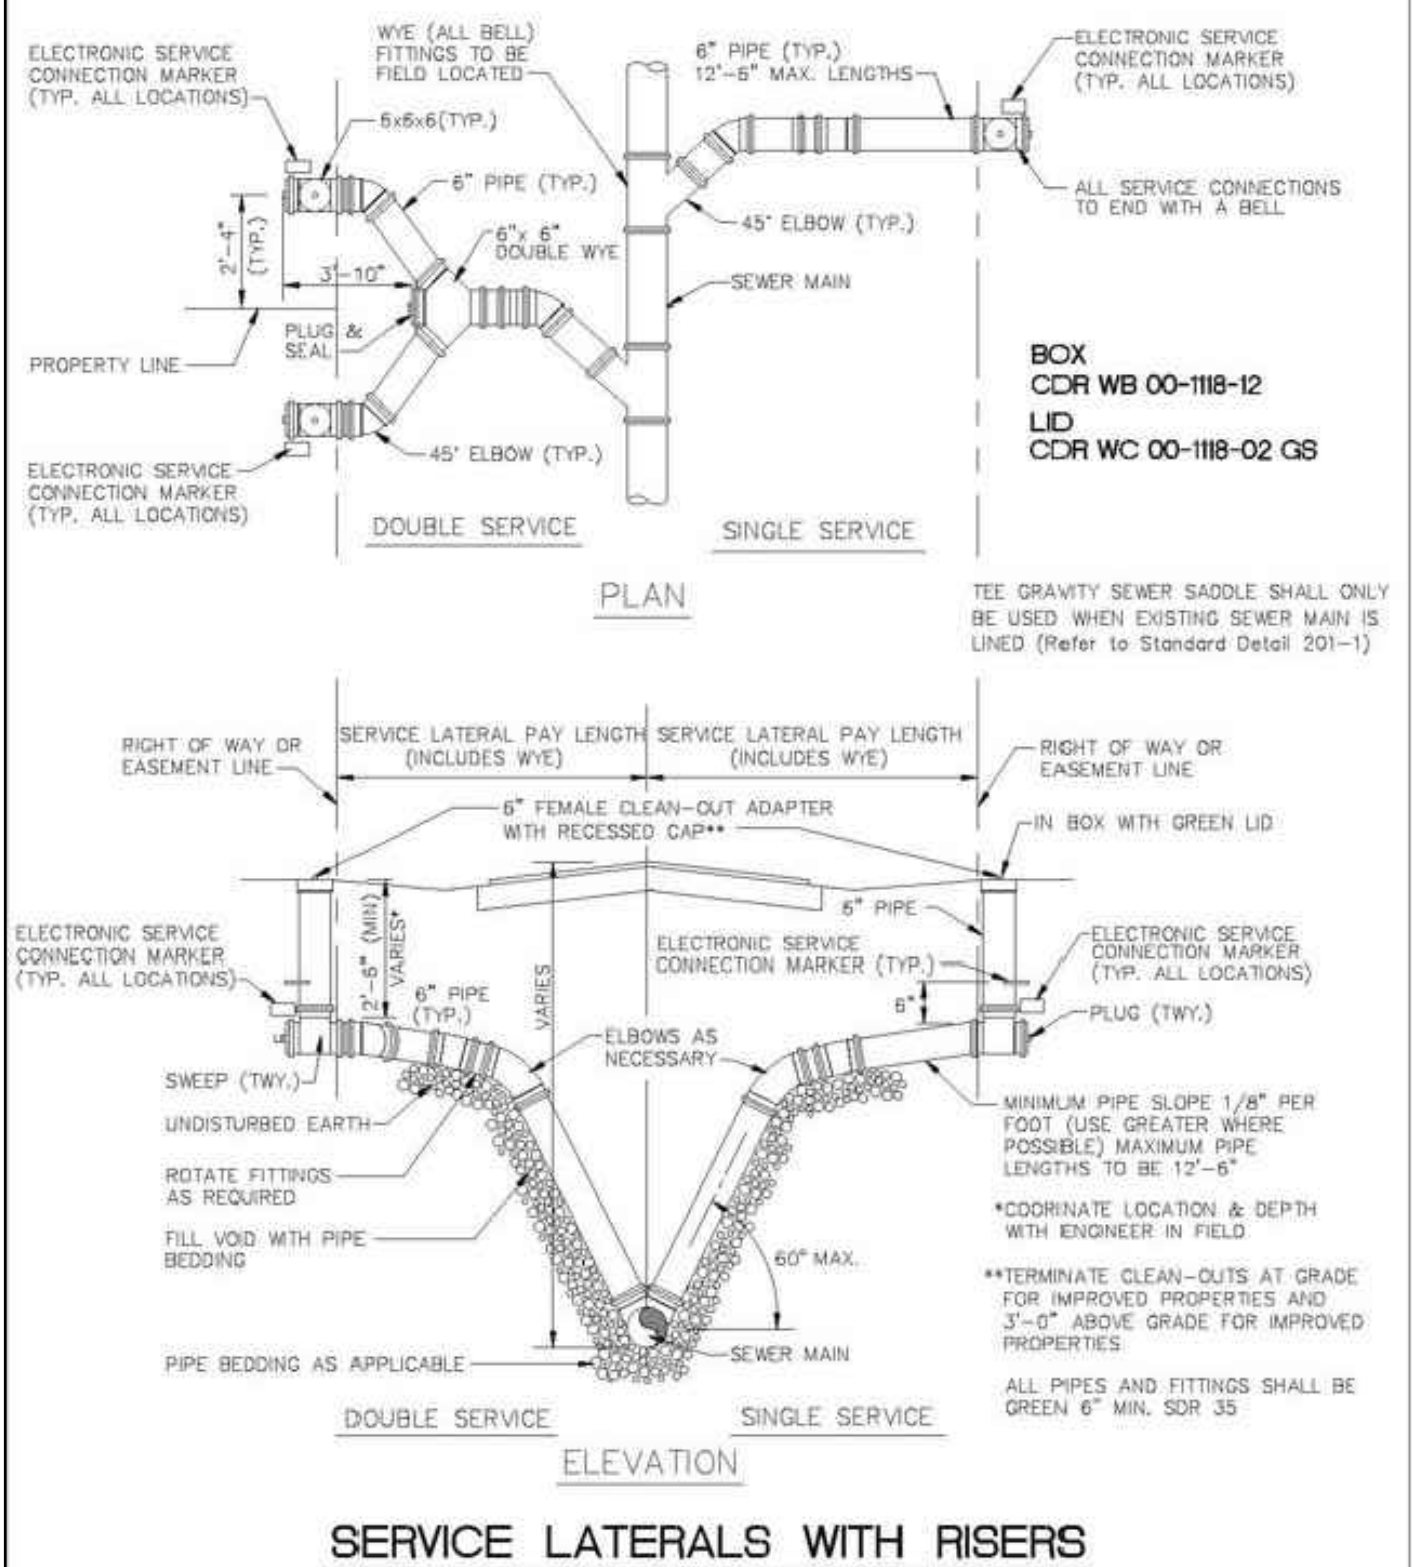 ELECTRONIC SERVICE
CONNECTION MARKER
(TYP. ALL LOCATIONS)
WYE (ALL BELL)
FITTINGS TO BE
FIELD LOCATED
6" PIPE (TYP.)
12'-6" MAX. LENGTHS
ELECTRONIC SERVICE
CONNECTION MARKER
(TYP. ALL LOCATIONS)
6x6x6(TYP.)
6" PIPE (TYP.)
ALL SERVICE CONNECTIONS
TO END WITH A BELL
45° ELBOW (TYP.)
2'-4"
(TYP.)
6"x 6"
DOUBLE WYE
3'-10"
SEWER MAIN
PLUG &
SEAL
PROPERTY LINE
BOX
CDR WB 00-1118-12
LID
CDR WC 00-1118-02 GS
45° ELBOW (TYP.)
ELECTRONIC SERVICE
CONNECTION MARKER
(TYP. ALL LOCATIONS)
DOUBLE SERVICE
SINGLE SERVICE
PLAN
TEE GRAVITY SEWER SADDLE SHALL ONLY
BE USED WHEN EXISTING SEWER MAIN IS
LINED (Refer to Standard Detail 201-1)
RIGHT OF WAY OR
EASEMENT LINE
SERVICE LATERAL PAY LENGTH
(INCLUDES WYE)
SERVICE LATERAL PAY LENGTH
(INCLUDES WYE)
RIGHT OF WAY OR
EASEMENT LINE
6" FEMALE CLEAN-OUT ADAPTER
WITH RECESSED CAP**
IN BOX WITH GREEN LID
2'-6" (MIN)
VARIES*
6" PIPE
ELECTRONIC SERVICE
CONNECTION MARKER
(TYP. ALL LOCATIONS)
ELECTRONIC SERVICE
CONNECTION MARKER (TYP.)
ELECTRONIC SERVICE
CONNECTION MARKER
(TYP. ALL LOCATIONS)
6" PIPE
(TYP.)
VARIES
6"
PLUG (TWY.)
ELBOWS AS
NECESSARY
SWEEP (TWY.)
UNDISTURBED EARTH
MINIMUM PIPE SLOPE 1/8" PER
FOOT (USE GREATER WHERE
POSSIBLE) MAXIMUM PIPE
LENGTHS TO BE 12'-6"
ROTATE FITTINGS
AS REQUIRED
*COORINATE LOCATION & DEPTH
WITH ENGINEER IN FIELD
FILL VOID WITH PIPE
BEDDING
60° MAX.
**TERMINATE CLEAN-OUTS AT GRADE
FOR IMPROVED PROPERTIES AND
3'-0" ABOVE GRADE FOR IMPROVED
PROPERTIES
SEWER MAIN
PIPE BEDDING AS APPLICABLE
ALL PIPES AND FITTINGS SHALL BE
GREEN 6" MIN. SDR 35
DOUBLE SERVICE
SINGLE SERVICE
ELEVATION
SERVICE LATERALS WITH RISERS